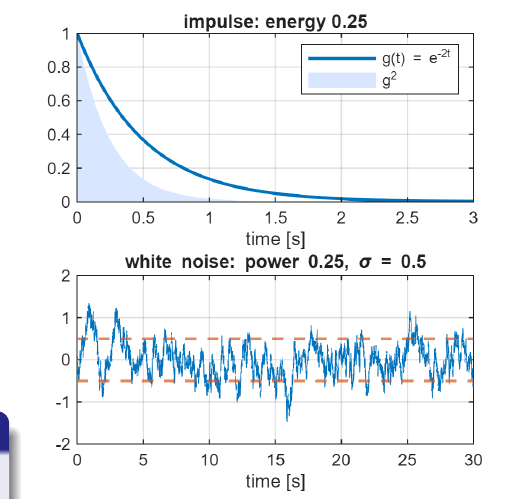 impulse: energy 0.25
1
0.8
0.6
0.4
0.2
0
g(t) = e^-2t
g²
0 0.5 1 1.5 2 2.5 3
time [s]
white noise: power 0.25, σ = 0.5
2
1
0
-1
-2
0 5 10 15 20 25 30
time [s]